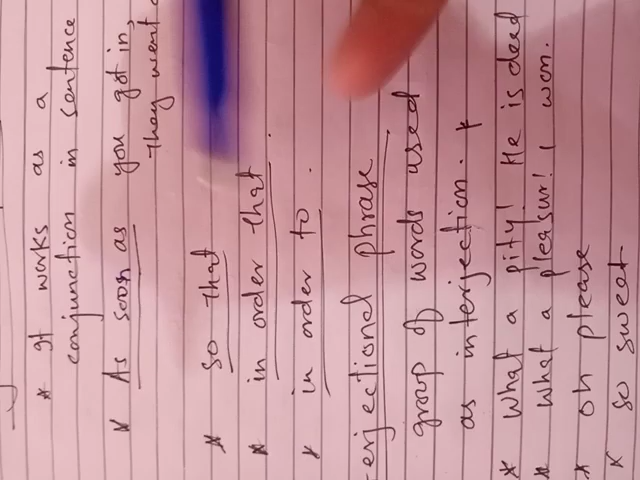 * It works as a
conjunction in sentence
* As soon as you got in,
they went
* so that
* in order that.
* in order to.
erjectional phrase
group of words used
as interjection. *
* What a pity! He is dead
* What a pleasur! I won.
* oh please
* so sweet